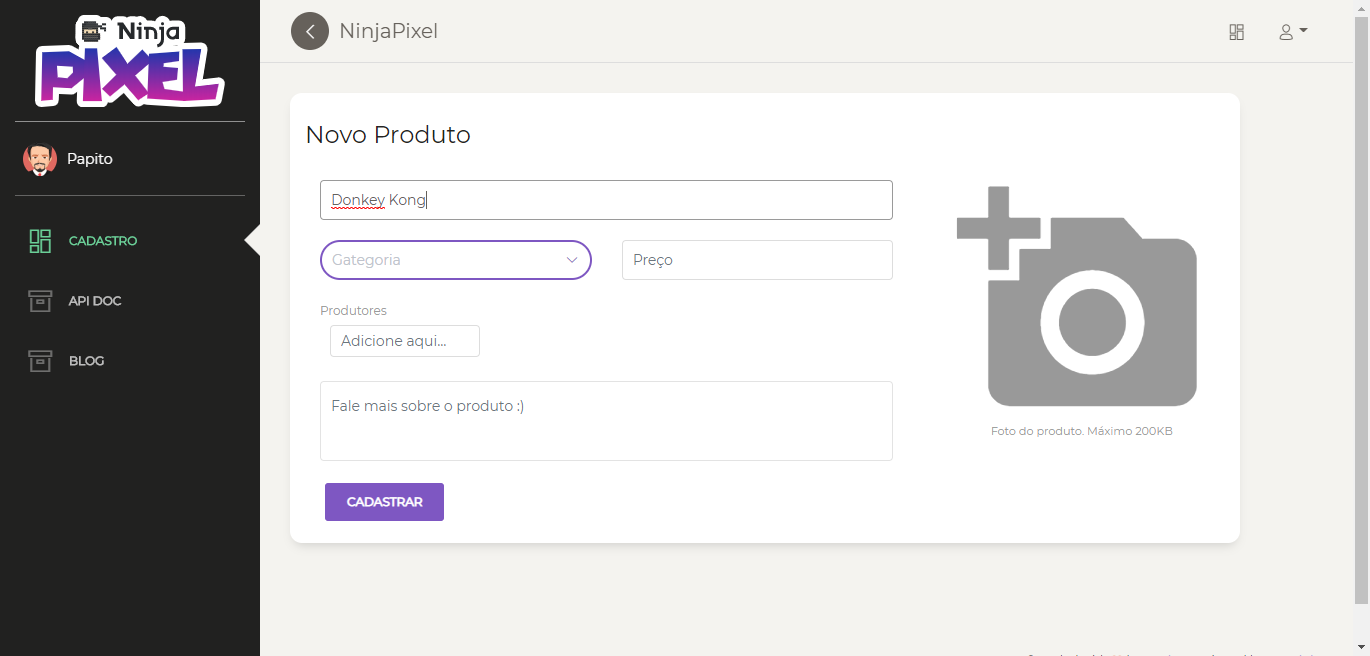 Ninja
PIXEL
NinjaPixel
Papito
CADASTRO
API DOC
BLOG
Novo Produto
Donkey Kong
Gategoria
Preço
Produtores
Adicione aqui...
Fale mais sobre o produto :)
CADASTRAR
Foto do produto. Máximo 200KB